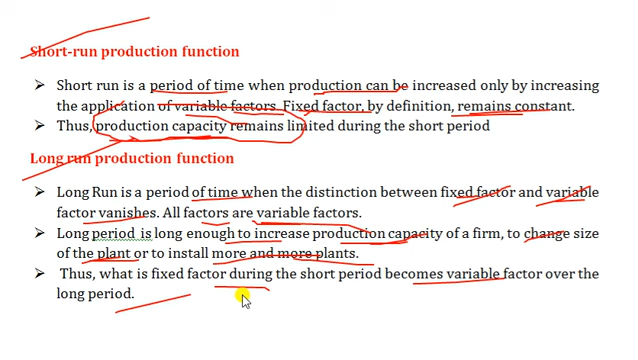 Short-run production function
➢ Short run is a period of time when production can be increased only by increasing
the application of variable factors. Fixed factor, by definition, remains constant.
➢ Thus, production capacity remains limited during the short period
Long run production function
➢ Long Run is a period of time when the distinction between fixed factor and variable
factor vanishes. All factors are variable factors.
➢ Long period is long enough to increase production capacity of a firm, to change size
of the plant or to install more and more plants.
➢ Thus, what is fixed factor during the short period becomes variable factor over the
long period.